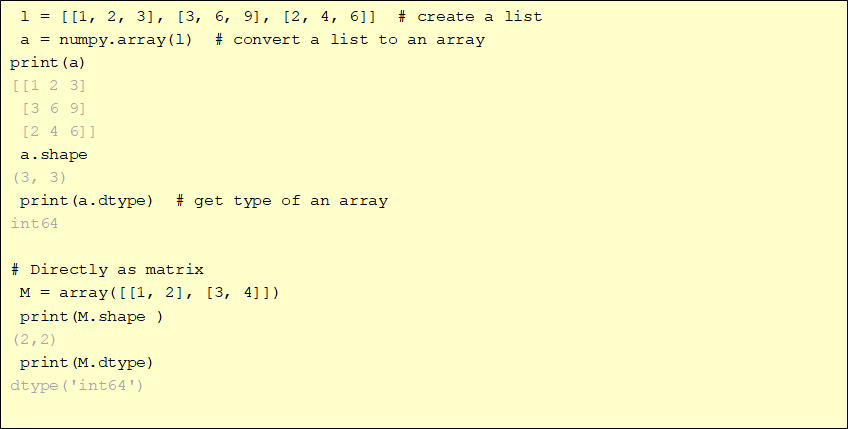 l = [[1, 2, 3], [3, 6, 9], [2, 4, 6]]  # create a list
a = numpy.array(l)  # convert a list to an array
print(a)
[[1 2 3]
[3 6 9]
[2 4 6]]
a.shape
(3, 3)
print(a.dtype)  # get type of an array
int64
# Directly as matrix
M = array([[1, 2], [3, 4]])
print(M.shape )
(2,2)
print(M.dtype)
dtype('int64')